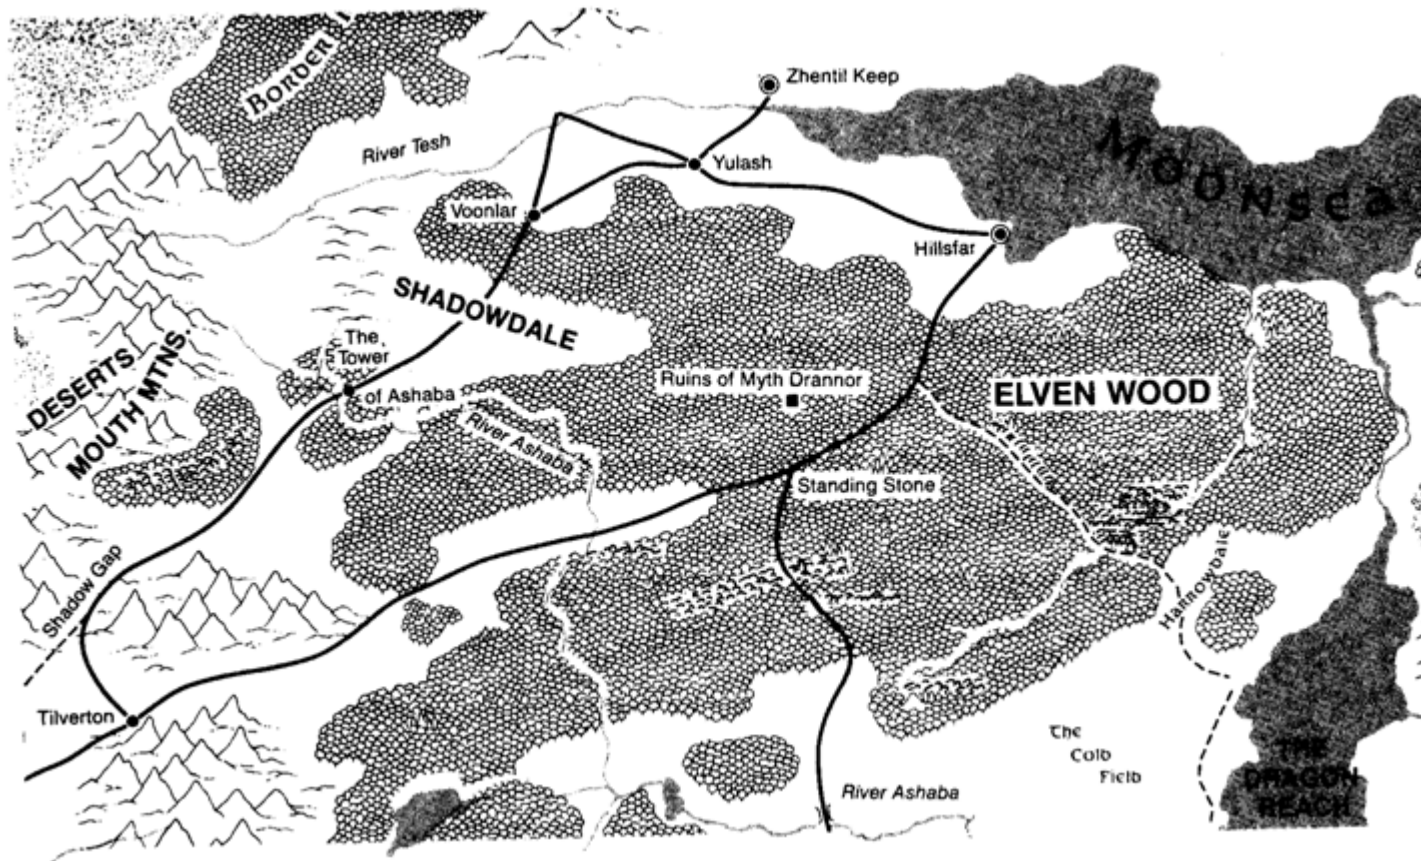 BORDER
Zhentil Keep
River Tesh
Yulash
Moonsea
Voonlar
Hillsfar
SHADOWDALE
The
Tower
of Ashaba
DESERTS
MOUTH MTNS.
Ruins of Myth Drannor
ELVEN WOOD
River Ashaba
Standing Stone
Shadow Gap
Harrowdale
Tilverton
The
Cold
Field
River Ashaba
THE
DRAGON
REACH